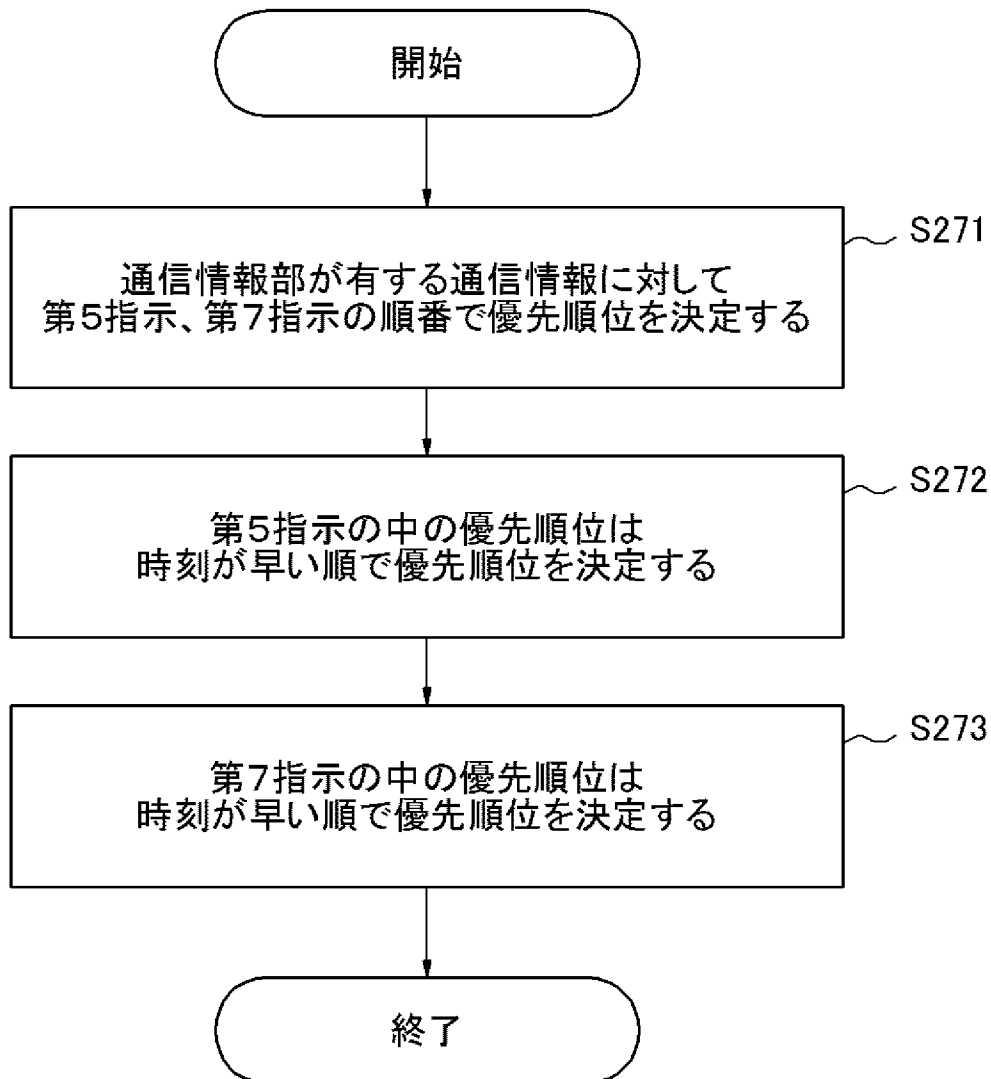 開始
S271
通信情報部が有する通信情報に対して
第５指示、第７指示の順番で優先順位を決定する
S272
第５指示の中の優先順位は
時刻が早い順で優先順位を決定する
S273
第７指示の中の優先順位は
時刻が早い順で優先順位を決定する
終了